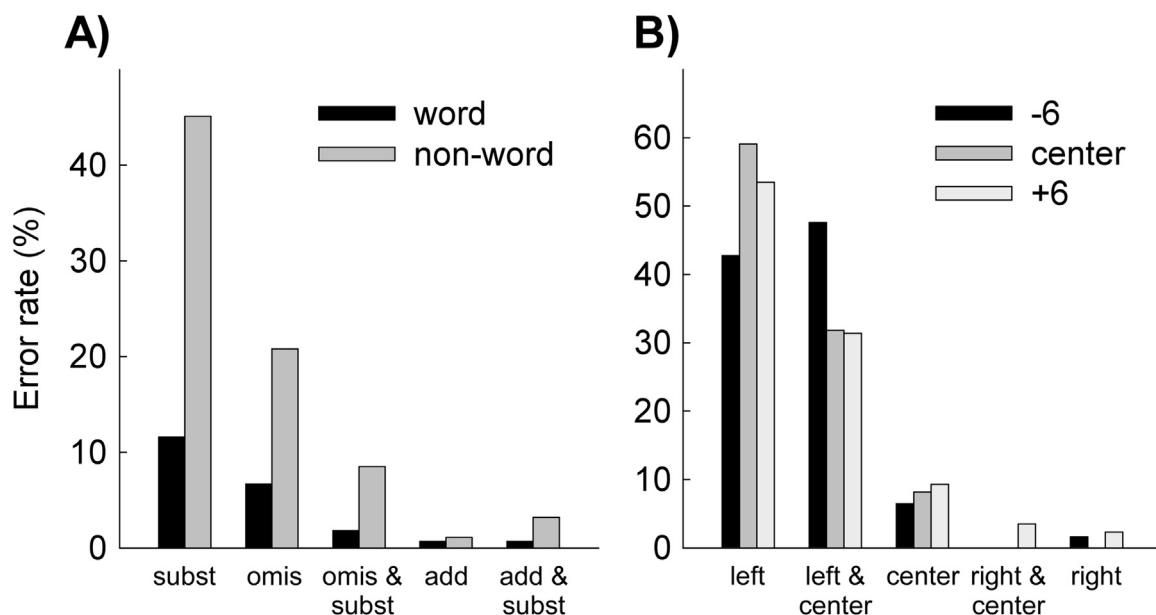 A)
word
non-word
Error rate (%)
40
30
20
10
0
subst
omis
omis &
subst
add
add &
subst
B)
-6
center
+6
60
50
40
30
20
10
0
left
left &
center
center
right &
center
right